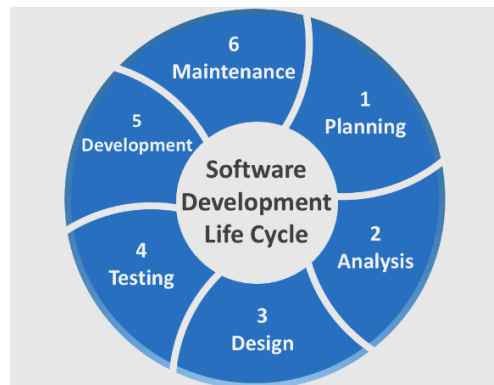 Software
Development
Life Cycle
1
Planning
2
Analysis
3
Design
4
Testing
5
Development
6
Maintenance